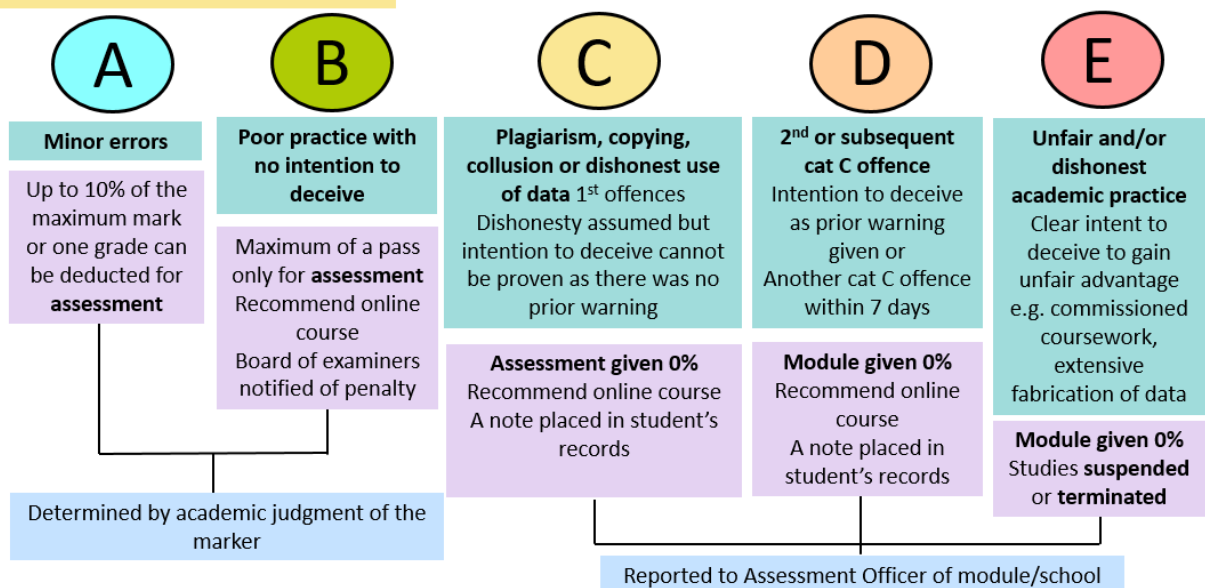 A
Minor errors
Up to 10% of the
maximum mark
or one grade can
be deducted for
assessment
B
Poor practice with
no intention to
deceive
Maximum of a pass
only for assessment
Recommend online
course
Board of examiners
notified of penalty
Determined by academic judgment of the
marker
C
Plagiarism, copying,
collusion or dishonest use
of data 1st offences
Dishonesty assumed but
intention to deceive cannot
be proven as there was no
prior warning
Assessment given 0%
Recommend online course
A note placed in student’s
records
D
2nd or subsequent
cat C offence
Intention to deceive
as prior warning
given or
Another cat C offence
within 7 days
Module given 0%
Recommend online
course
A note placed in
student’s records
E
Unfair and/or
dishonest
academic practice
Clear intent to
deceive to gain
unfair advantage
e.g. commissioned
coursework,
extensive
fabrication of data
Module given 0%
Studies suspended
or terminated
Reported to Assessment Officer of module/school